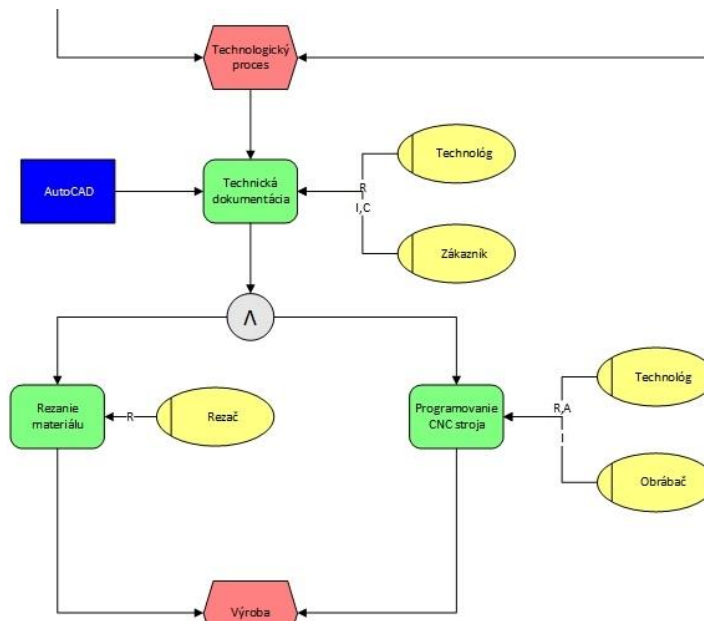 Technologický
proces
AutoCAD
Technická
dokumentácia
Technológ
R
I,C
Zákazník
Λ
Rezanie
materiálu
R
Rezač
Programovanie
CNC stroja
Technológ
R,A
I
Obrábač
Výroba